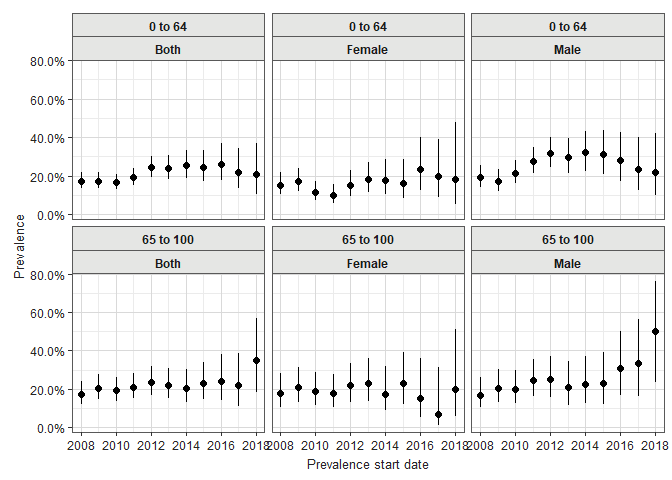 0 to 64 0 to 64 0 to 64
Both Female Male
80.0%
60.0%
40.0%
20.0%
0.0%
Prevalence
65 to 100 65 to 100 65 to 100
Both Female Male
80.0%
60.0%
40.0%
20.0%
0.0%
2008 2010 2012 2014 2016 2018 2008 2010 2012 2014 2016 2018 2008 2010 2012 2014 2016 2018
Prevalence start date